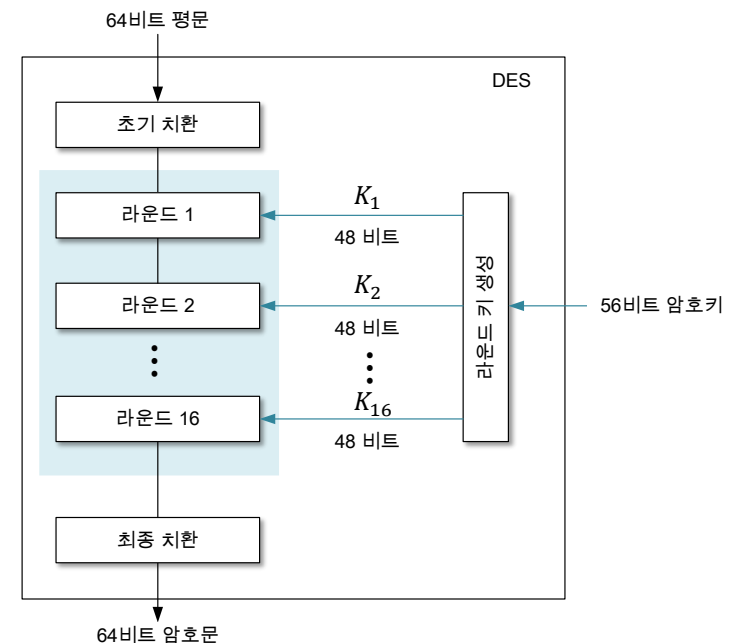 64비트 평문
DES
초기 치환
라운드 1
K₁
48 비트
라운드 2
K₂
48 비트
라운드 키 생성
56비트 암호키
라운드 16
K₁₆
48 비트
최종 치환
64비트 암호문